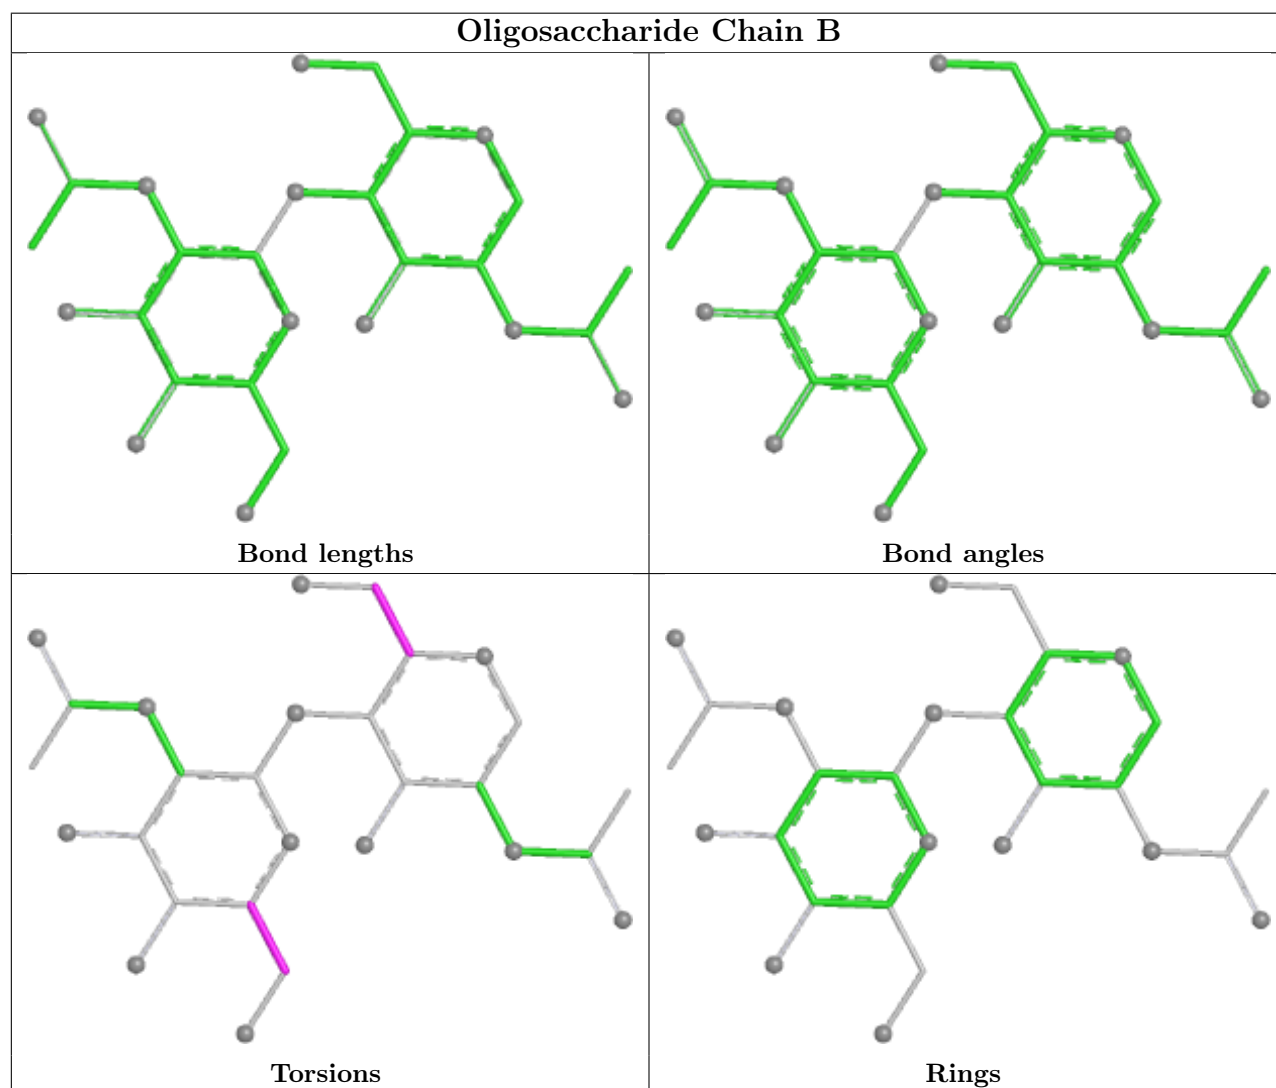 Oligosaccharide Chain B
Bond lengths
Bond angles
Torsions
Rings